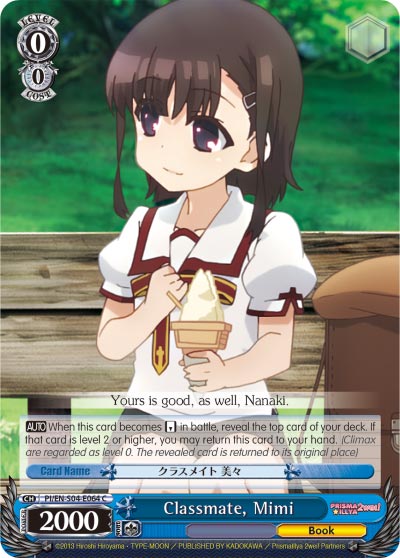 LEVEL
0
0
COST
Yours is good, as well, Nanaki.
AUTO When this card becomes in battle, reveal the top card of your deck. If
that card is level 2 or higher, you may return this card to your hand. (Climax
are regarded as level 0. The revealed card is returned to its original place)
Card Name クラスメイト 美々
CH PI/EN-S04-E064 C
Classmate, Mimi
PRISMA ILLYA 2wei!
POWER
2000
Book
©2013 Hiroshi Hiroyama・TYPE-MOON / PUBLISHED BY KADOKAWA / Prismaillya 2wei! Partners